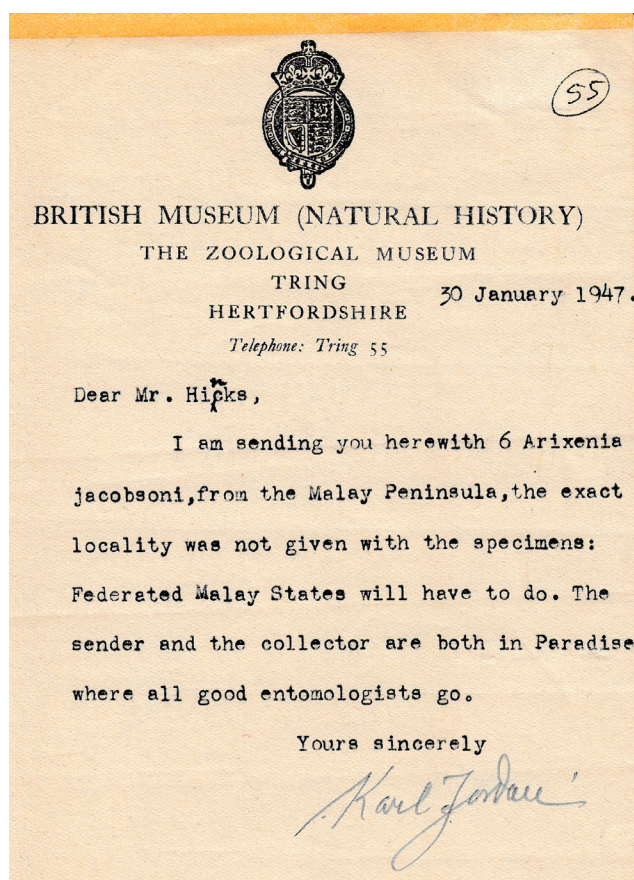 55
BRITISH MUSEUM (NATURAL HISTORY)
THE ZOOLOGICAL MUSEUM
TRING
HERTFORDSHIRE
30 January 1947.
Telephone: Tring 55
Dear Mr. Hincks,
I am sending you herewith 6 Arixenia
jacobsoni,from the Malay Peninsula,the exact
locality was not given with the specimens:
Federated Malay States will have to do. The
sender and the collector are both in Paradise
where all good entomologists go.
Yours sincerely
Karl Jordan